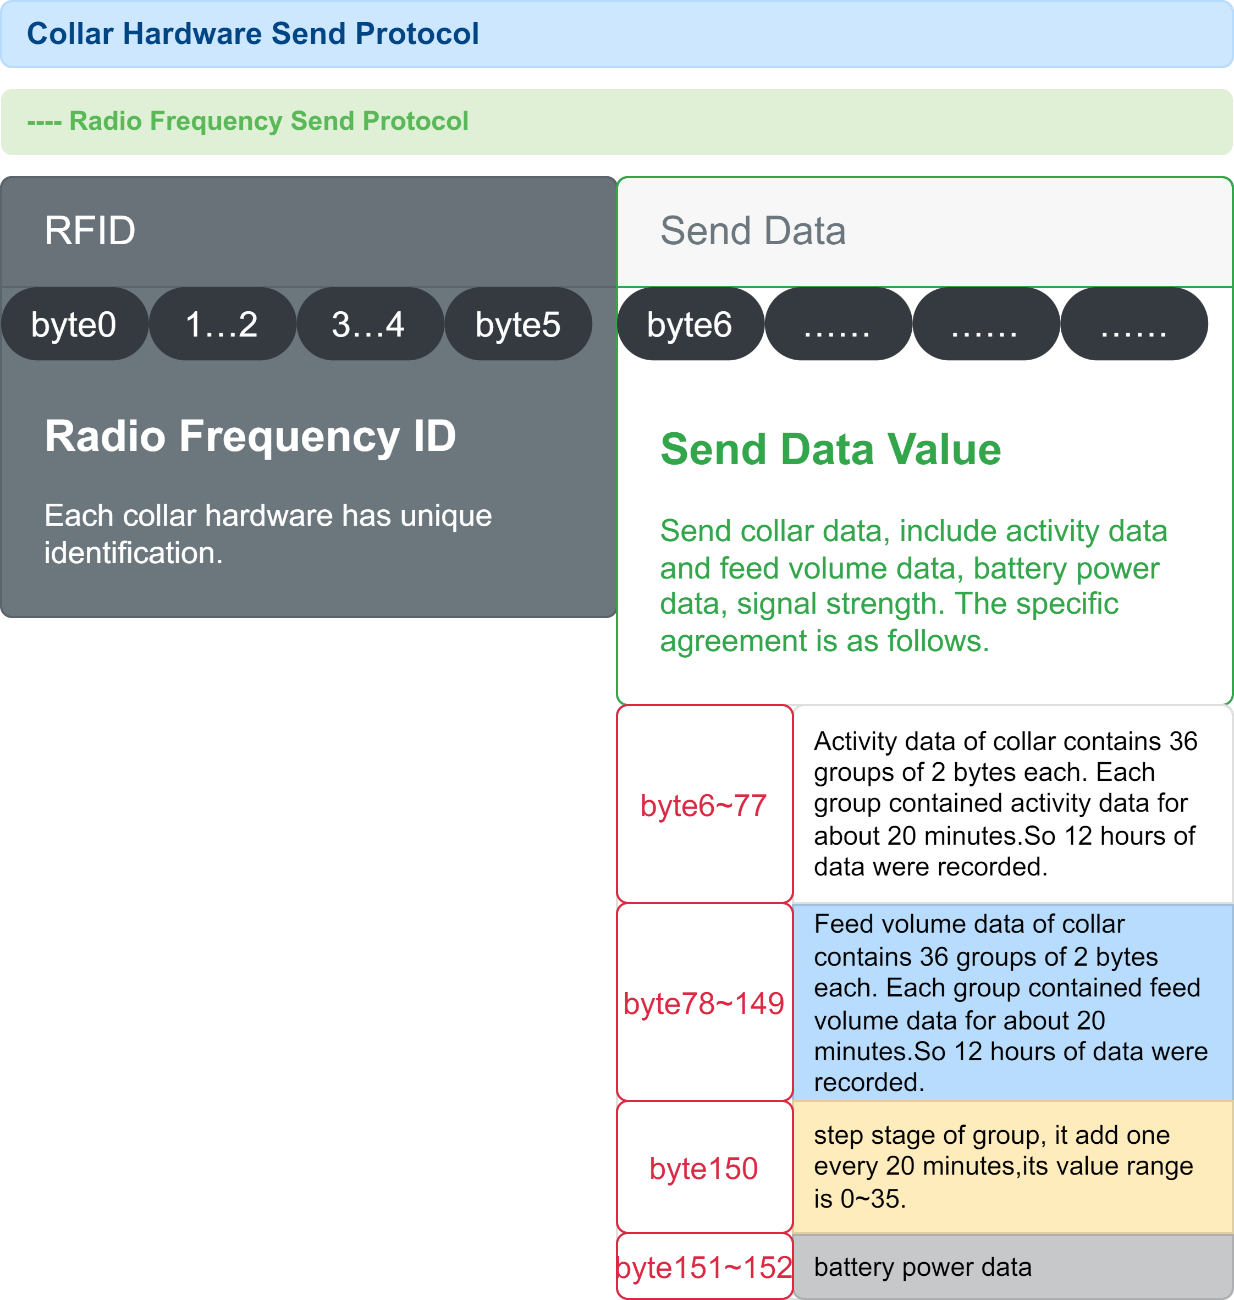 Collar Hardware Send Protocol
---- Radio Frequency Send Protocol
RFID
byte0 1...2 3...4 byte5
Radio Frequency ID
Each collar hardware has unique
identification.
Send Data
byte6 ...... ...... ......
Send Data Value
Send collar data, include activity data
and feed volume data, battery power
data, signal strength. The specific
agreement is as follows.
byte6~77
Activity data of collar contains 36
groups of 2 bytes each. Each
group contained activity data for
about 20 minutes.So 12 hours of
data were recorded.
byte78~149
Feed volume data of collar
contains 36 groups of 2 bytes
each. Each group contained feed
volume data for about 20
minutes.So 12 hours of data were
recorded.
byte150
step stage of group, it add one
every 20 minutes,its value range
is 0~35.
byte151~152
battery power data